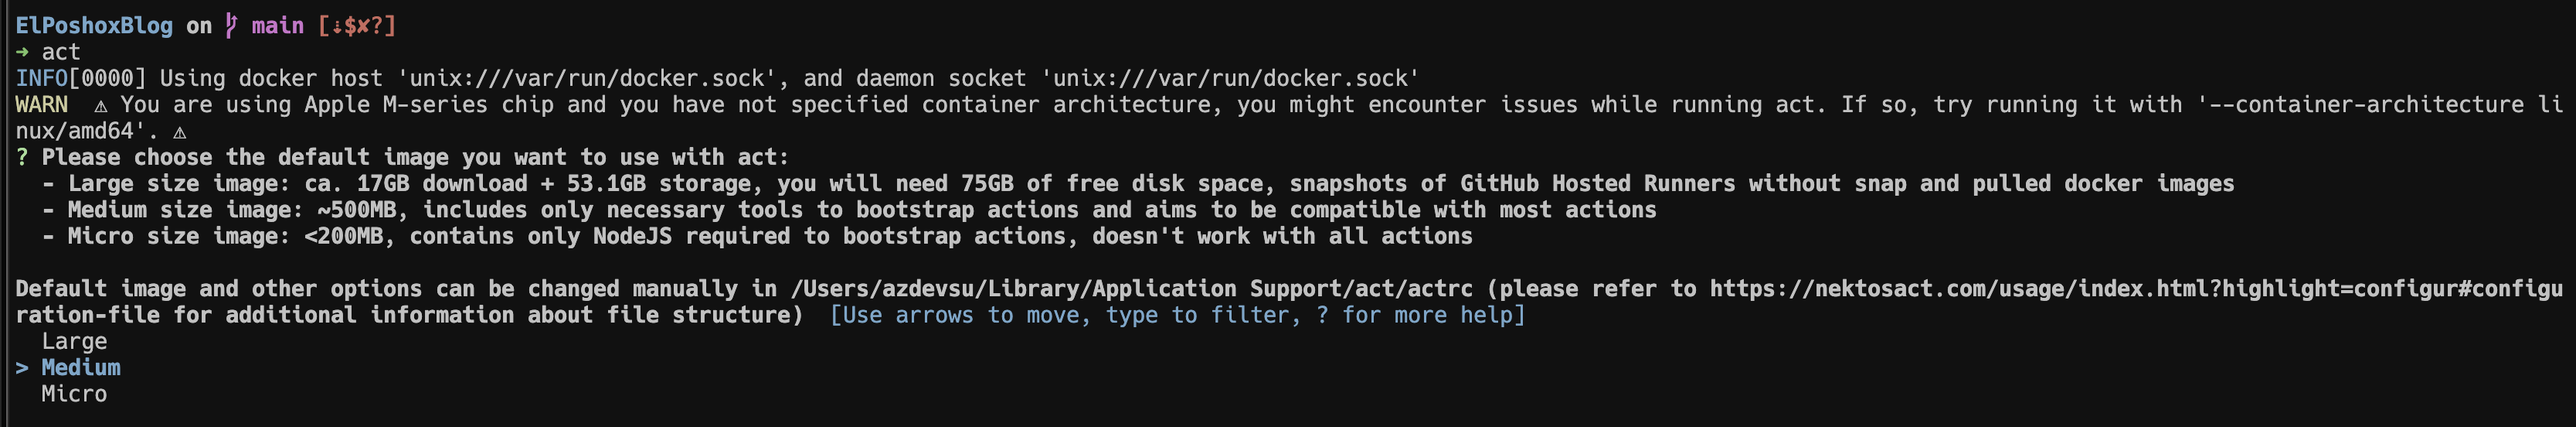 ElPoshoxBlog on main [⇣$✘?]
➜ act
INFO[0000] Using docker host 'unix:///var/run/docker.sock', and daemon socket 'unix:///var/run/docker.sock'
WARN  ⚠ You are using Apple M-series chip and you have not specified container architecture, you might encounter issues while running act. If so, try running it with '--container-architecture li
nux/amd64'. ⚠
? Please choose the default image you want to use with act:
  - Large size image: ca. 17GB download + 53.1GB storage, you will need 75GB of free disk space, snapshots of GitHub Hosted Runners without snap and pulled docker images
  - Medium size image: ~500MB, includes only necessary tools to bootstrap actions and aims to be compatible with most actions
  - Micro size image: <200MB, contains only NodeJS required to bootstrap actions, doesn't work with all actions
Default image and other options can be changed manually in /Users/azdevsu/Library/Application Support/act/actrc (please refer to https://nektosact.com/usage/index.html?highlight=configur#configu
ration-file for additional information about file structure)  [Use arrows to move, type to filter, ? for more help]
  Large
> Medium
  Micro